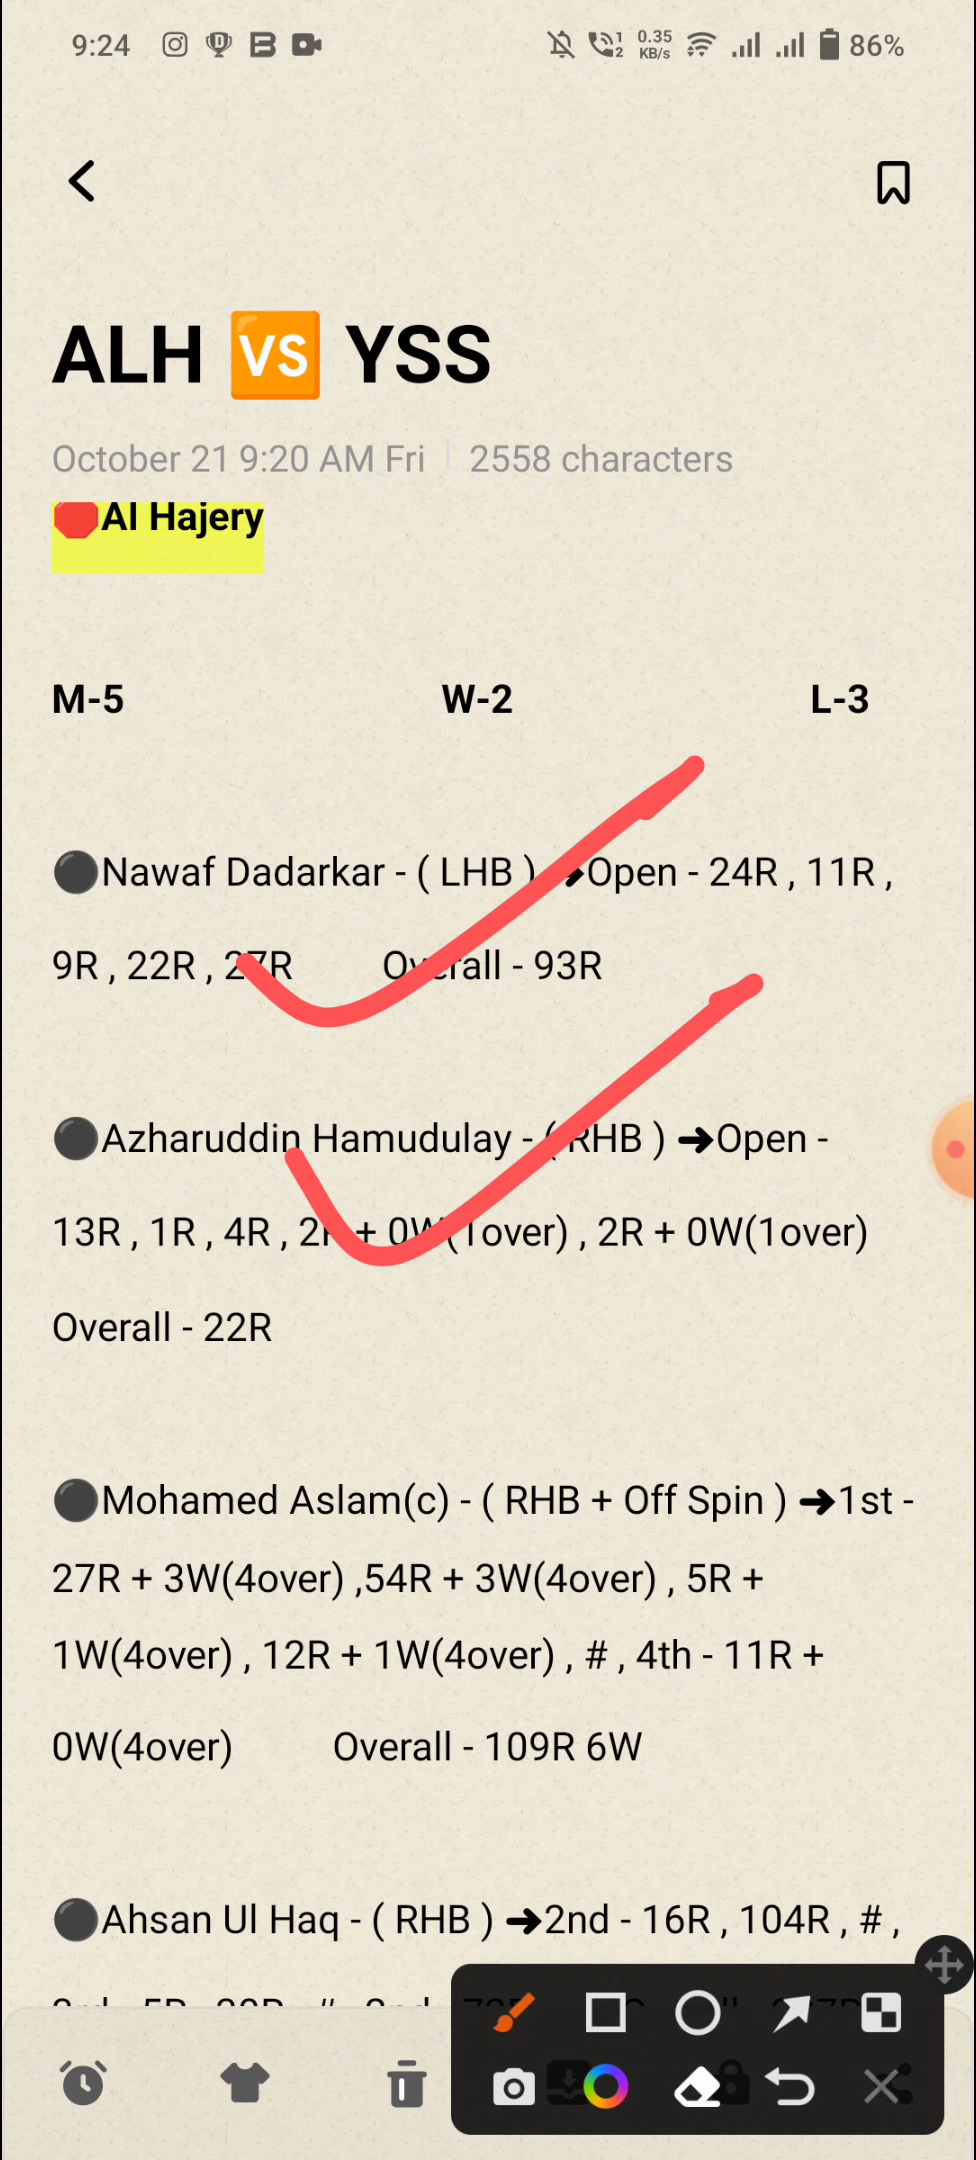 9:24 0.35 KB/s 86%
ALH VS YSS
October 21 9:20 AM Fri | 2558 characters
Al Hajery
M-5 W-2 L-3
Nawaf Dadarkar - ( LHB ) ➔Open - 24R , 11R ,
9R , 22R , 27R Overall - 93R
Azharuddin Hamudulay - ( RHB ) ➔Open -
13R , 1R , 4R , 2R + 0W(1over) , 2R + 0W(1over)
Overall - 22R
Mohamed Aslam(c) - ( RHB + Off Spin ) ➔1st -
27R + 3W(4over) ,54R + 3W(4over) , 5R +
1W(4over) , 12R + 1W(4over) , # , 4th - 11R +
0W(4over) Overall - 109R 6W
Ahsan Ul Haq - ( RHB ) ➔2nd - 16R , 104R , # ,